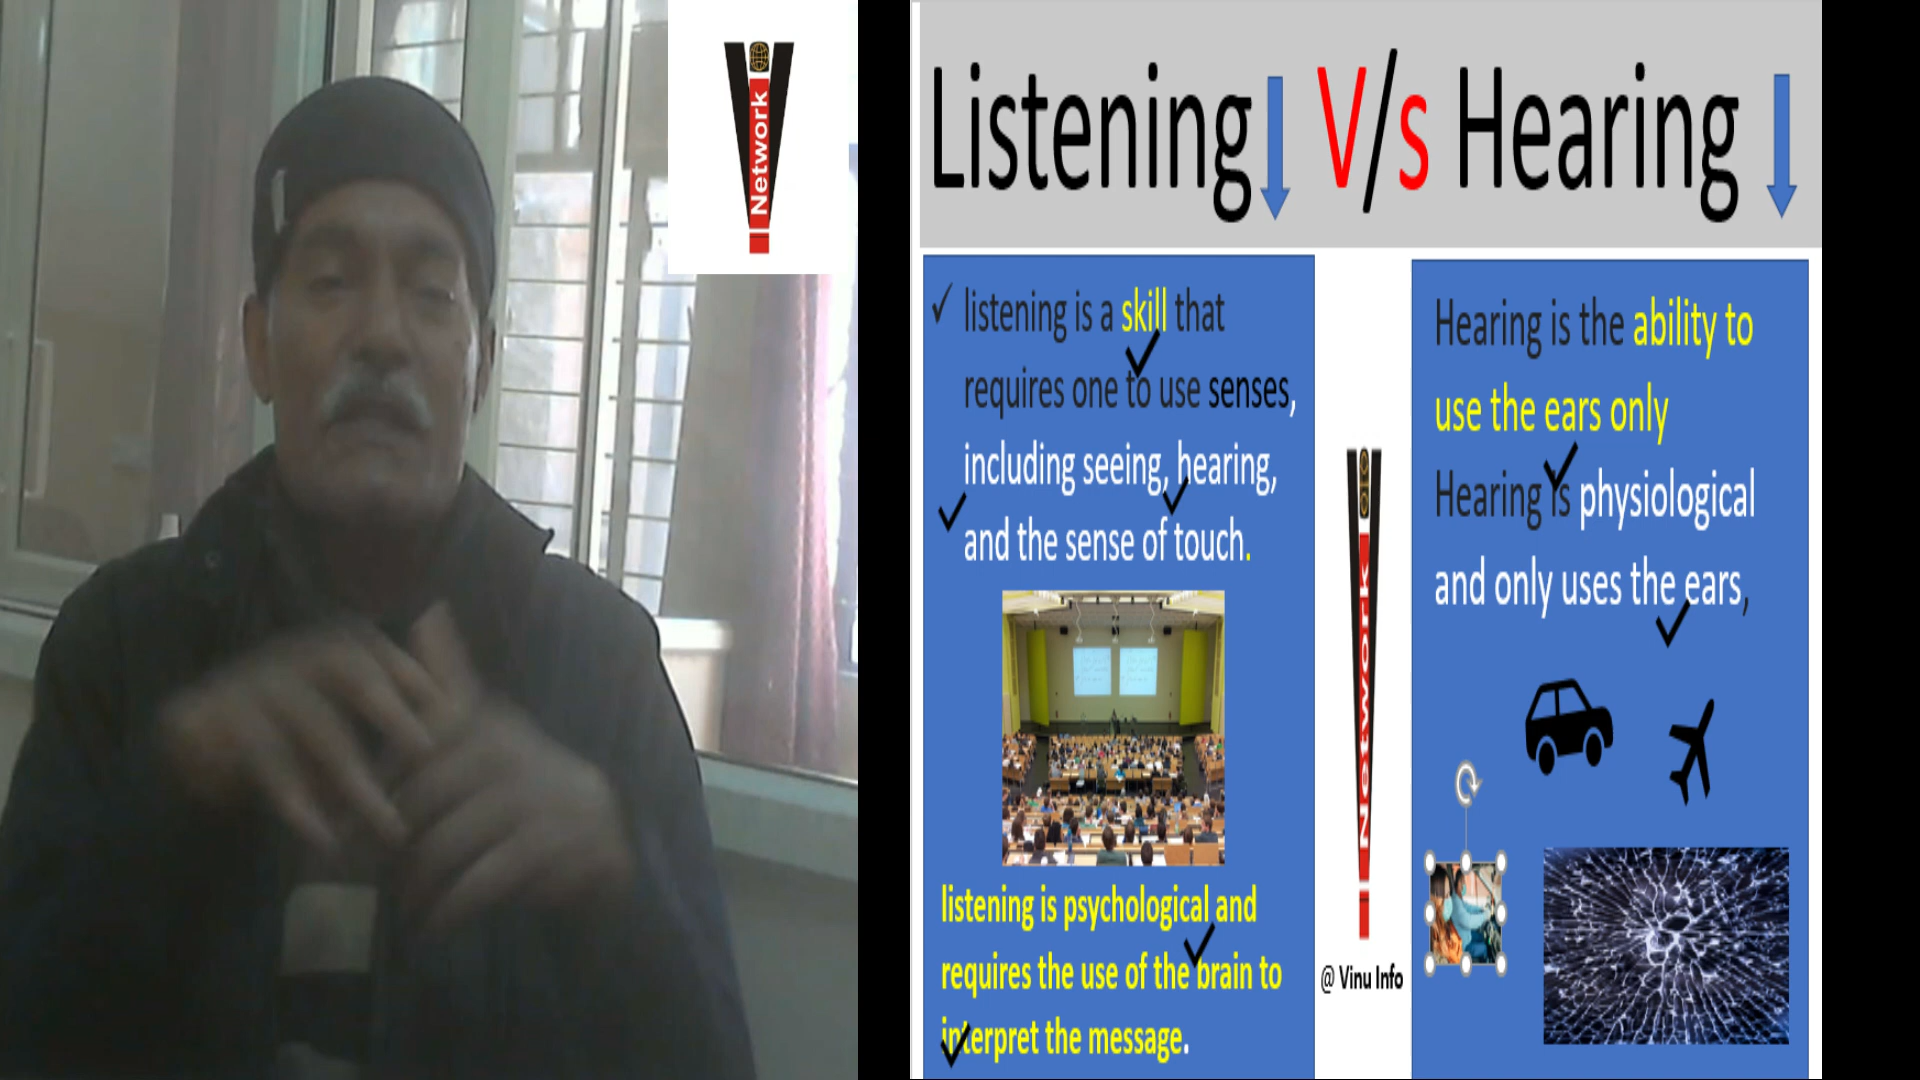 Network
Listening V/s Hearing
listening is a skill that
requires one to use senses,
including seeing, hearing,
and the sense of touch.
listening is psychological and
requires the use of the brain to
interpret the message.
Network
@ Vinu Info
Hearing is the ability to
use the ears only
Hearing is physiological
and only uses the ears,